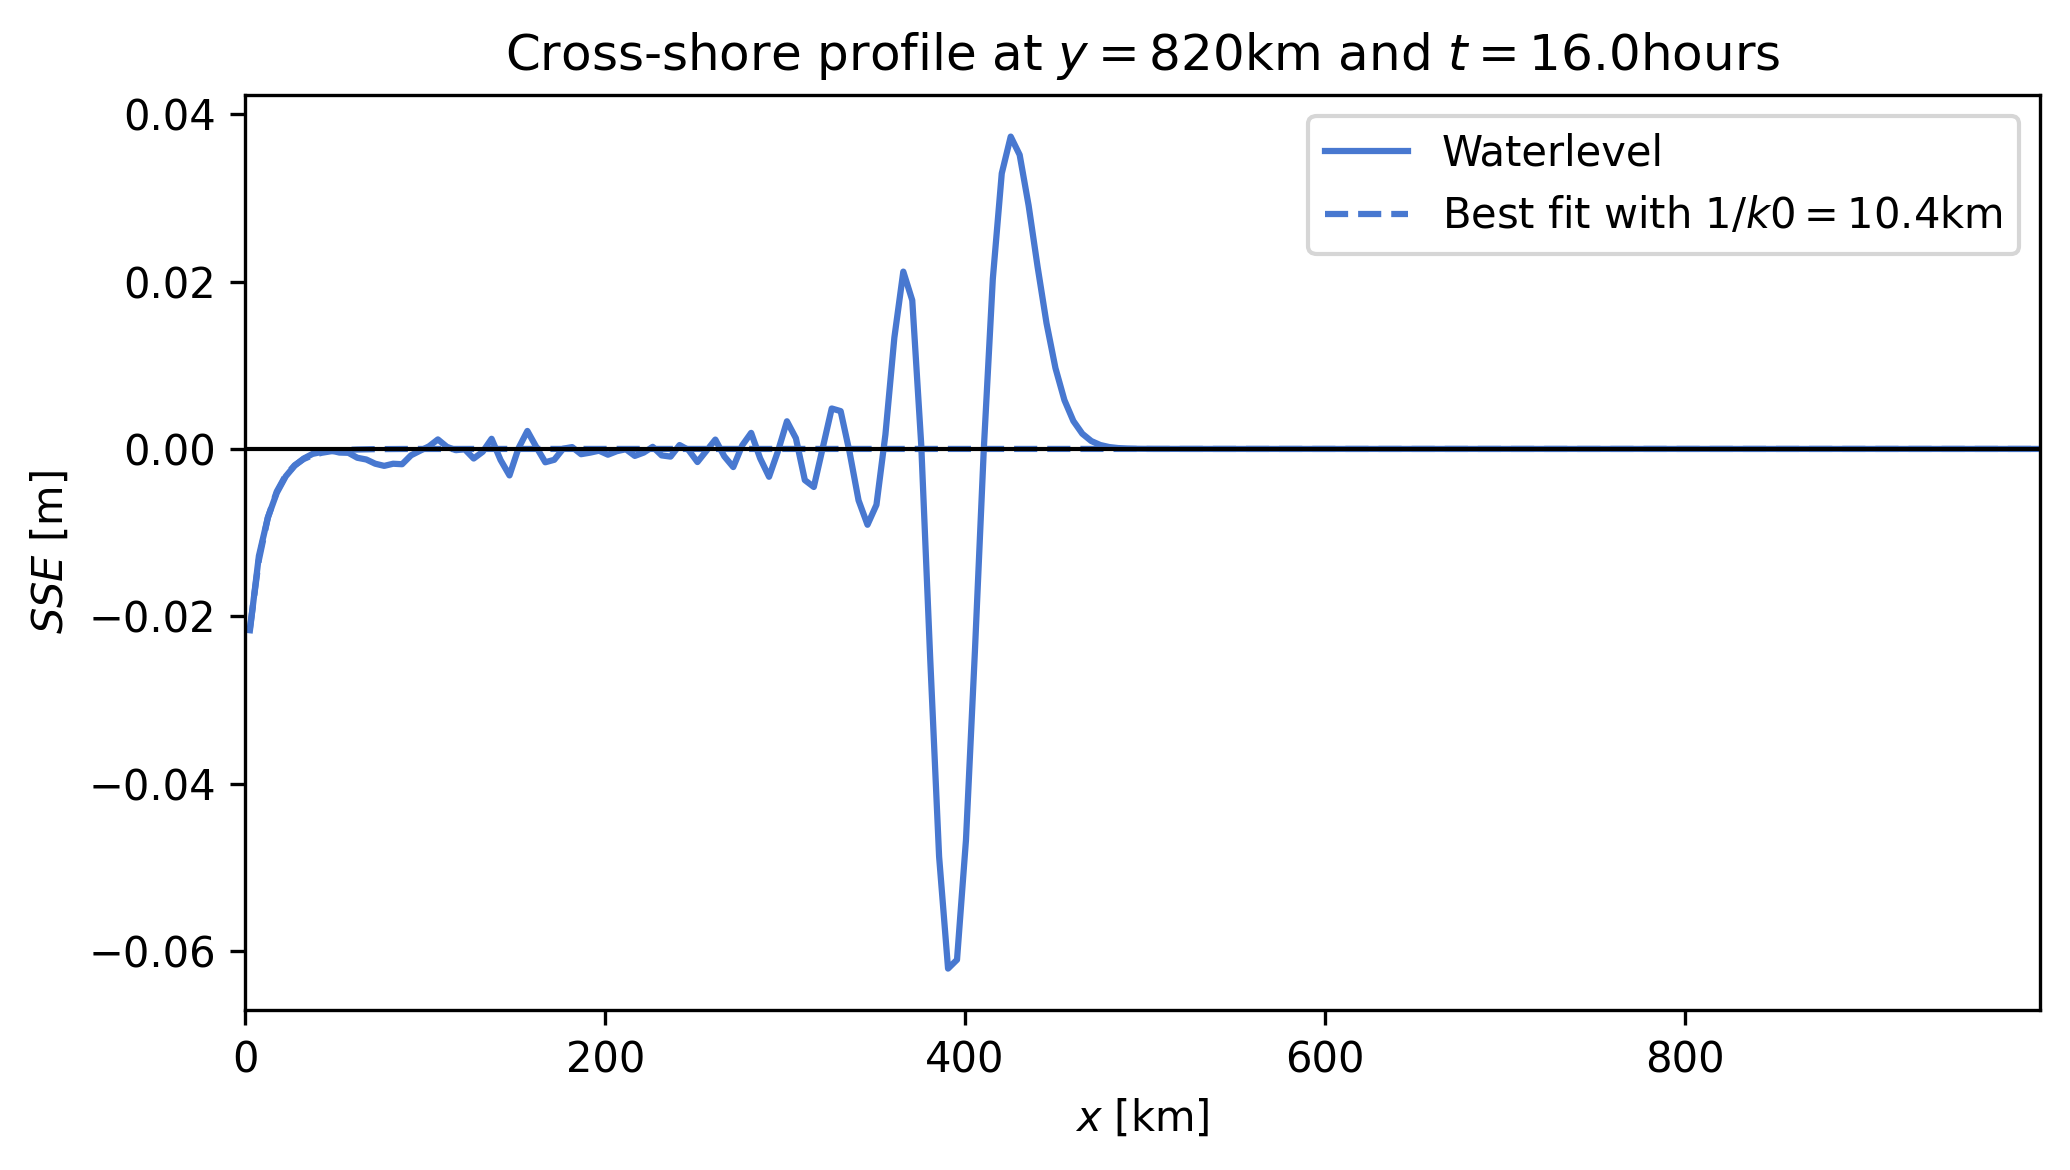 Cross-shore profile at y = 820km and t = 16.0hours
0.04
0.02
0.00
−0.02
−0.04
−0.06
SSE [m]
Waterlevel
Best fit with 1/k0 = 10.4km
0 200 400 600 800
x [km]